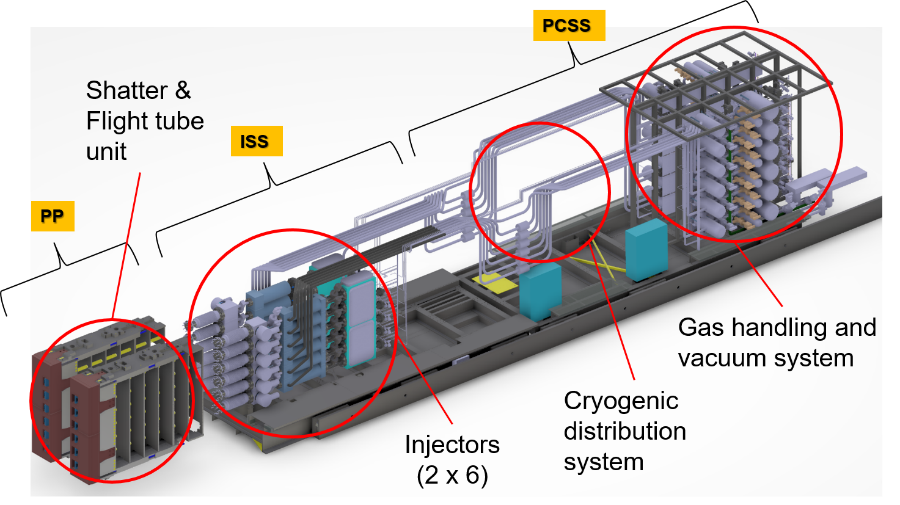 PCSS
Shatter &
Flight tube
unit
ISS
PP
Gas handling and
vacuum system
Cryogenic
distribution
system
Injectors
(2 x 6)